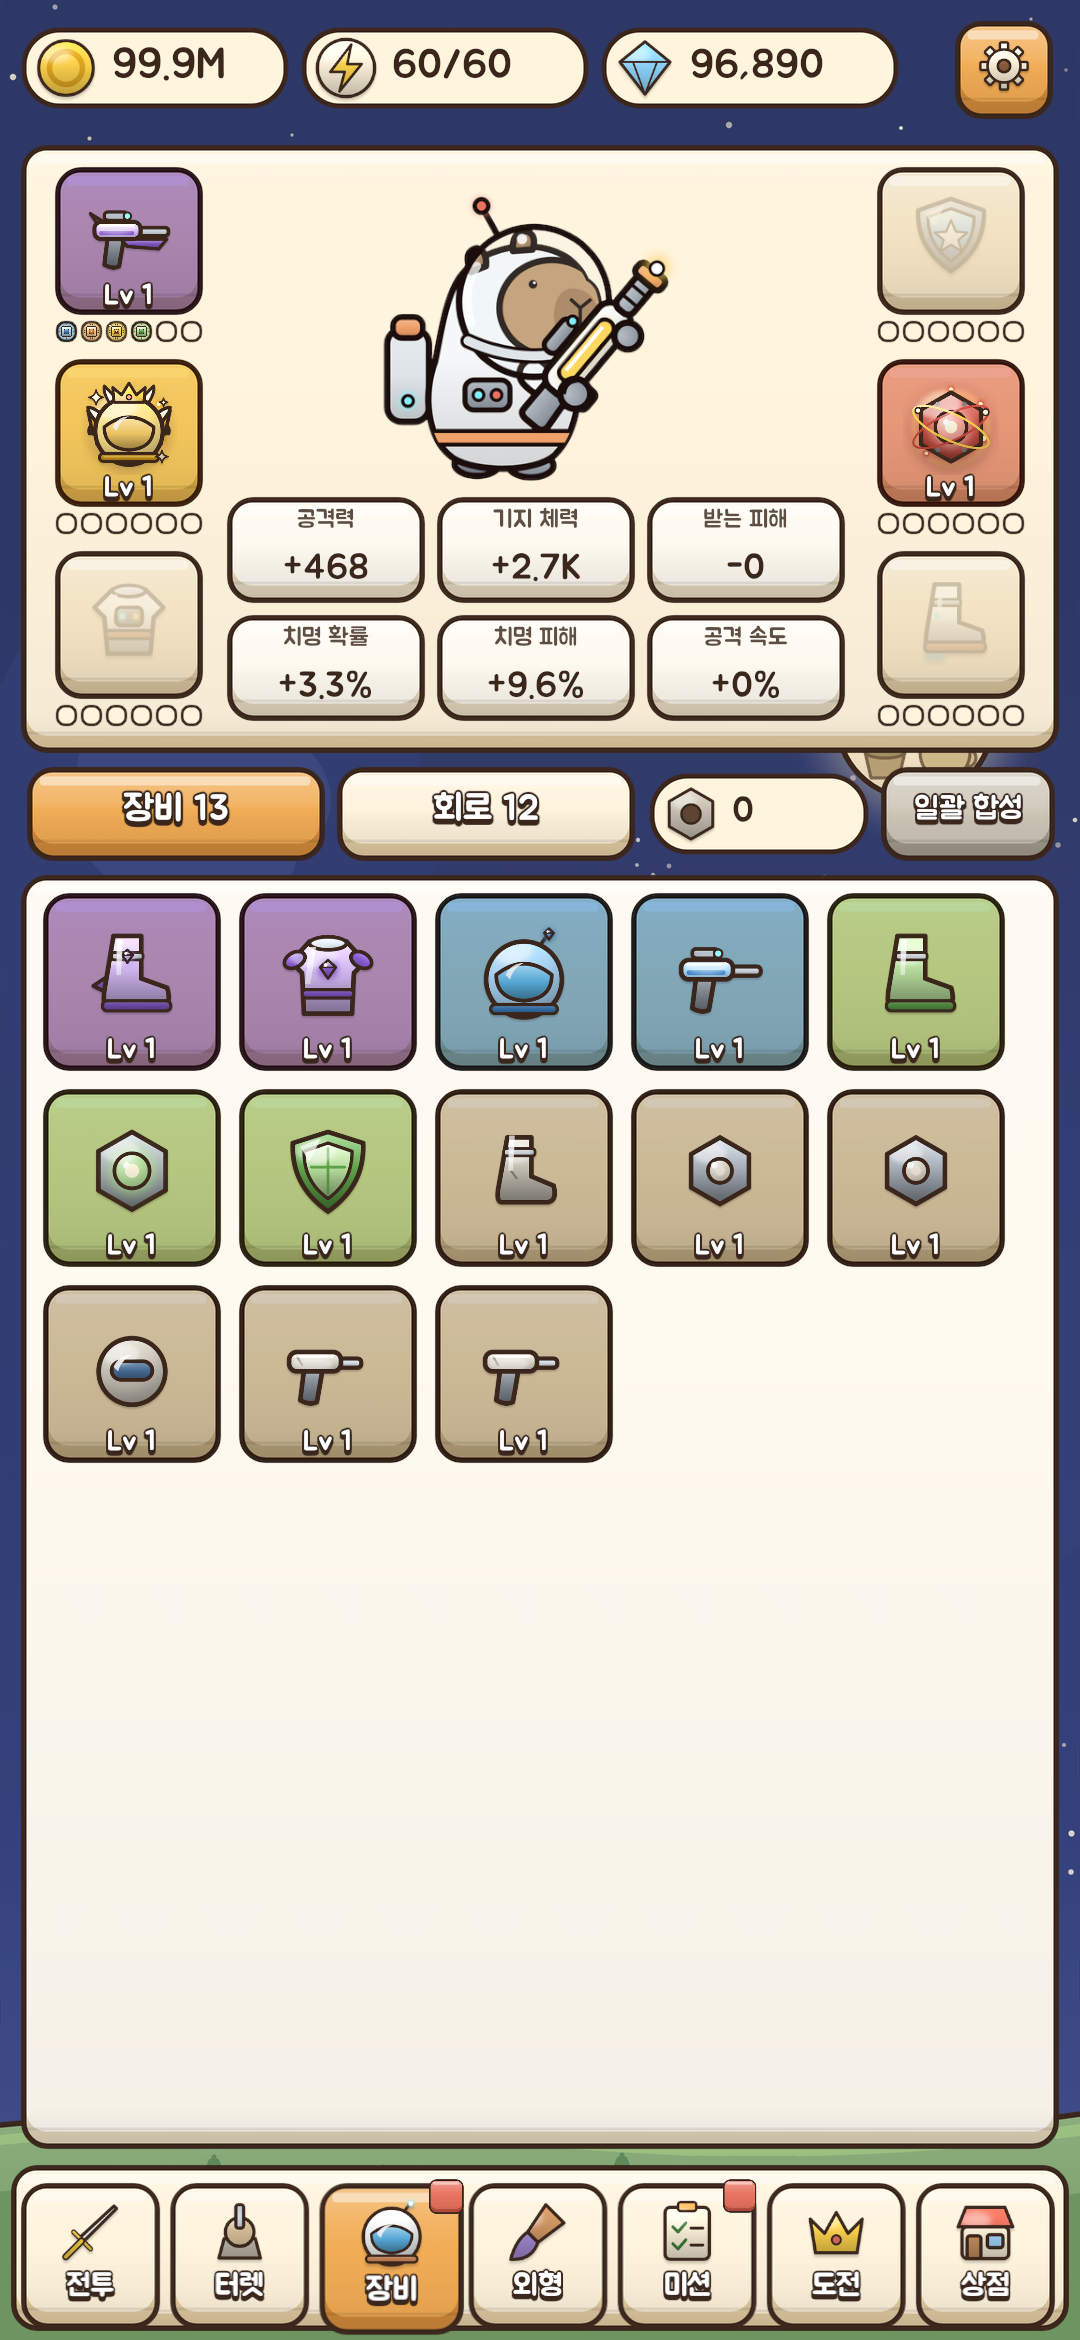 99.9M
60/60
96,890
Lv 1
Lv 1
Lv 1
공격력
기지 체력
받는 피해
+468
+2.7K
-0
치명 확률
치명 피해
공격 속도
+3.3%
+9.6%
+0%
장비 13
회로 12
0
일괄 합성
Lv 1
Lv 1
Lv 1
Lv 1
Lv 1
Lv 1
Lv 1
Lv 1
Lv 1
Lv 1
Lv 1
Lv 1
Lv 1
전투
터렛
장비
외형
미션
도전
상점